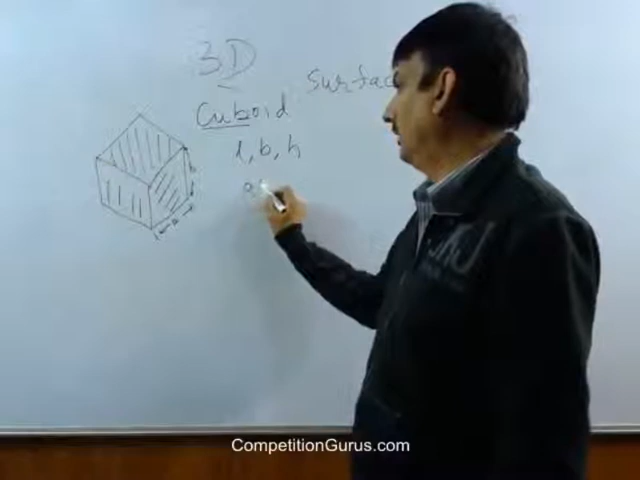 3D
Surfac
Cuboid
l, b, h
CompetitionGurus.com